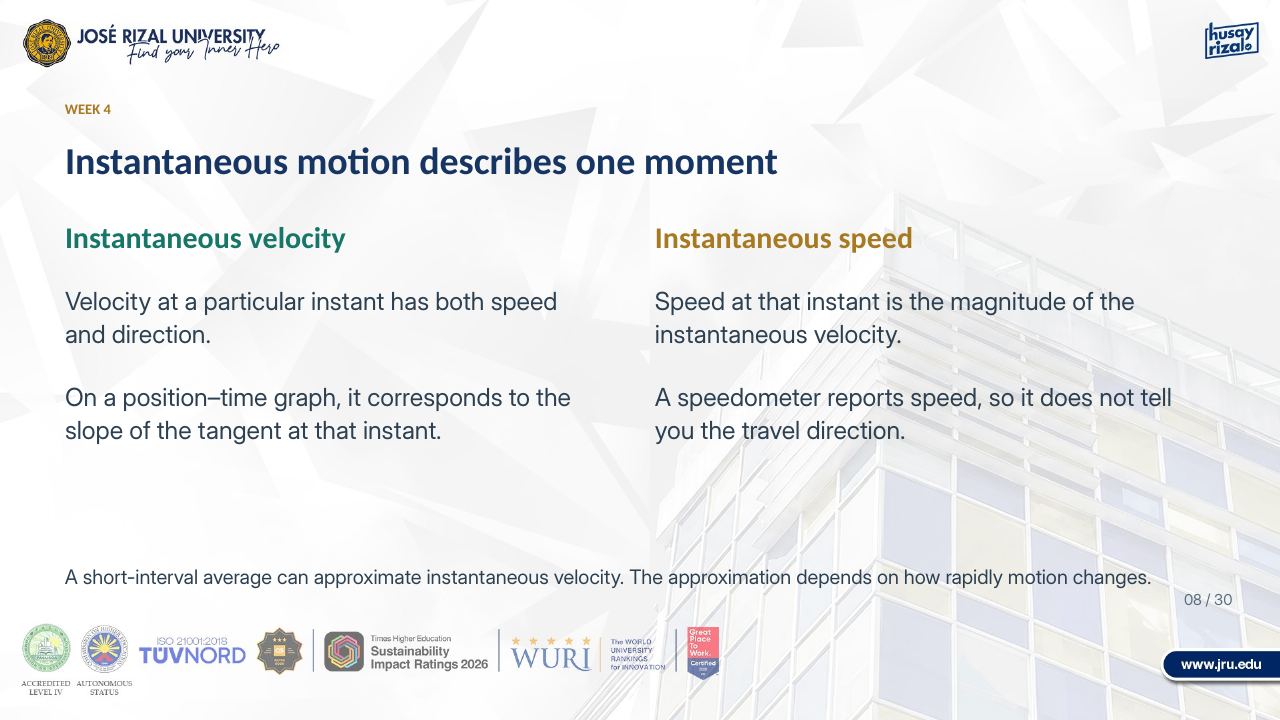 JOSÉ RIZAL UNIVERSITY
Find your Inner Hero
husay
rizal
WEEK 4
Instantaneous motion describes one moment
Instantaneous velocity
Velocity at a particular instant has both speed
and direction.
On a position–time graph, it corresponds to the
slope of the tangent at that instant.
Instantaneous speed
Speed at that instant is the magnitude of the
instantaneous velocity.
A speedometer reports speed, so it does not tell
you the travel direction.
A short-interval average can approximate instantaneous velocity. The approximation depends on how rapidly motion changes.
08 / 30
ACCREDITED
LEVEL IV
AUTONOMOUS
STATUS
ISO 21001:2018
TÜVNORD
Times Higher Education
Sustainability
Impact Ratings 2026
WURI
The WORLD
UNIVERSITY
RANKINGS
for INNOVATION
Great
Place
To
Work.
Certified
www.jru.edu